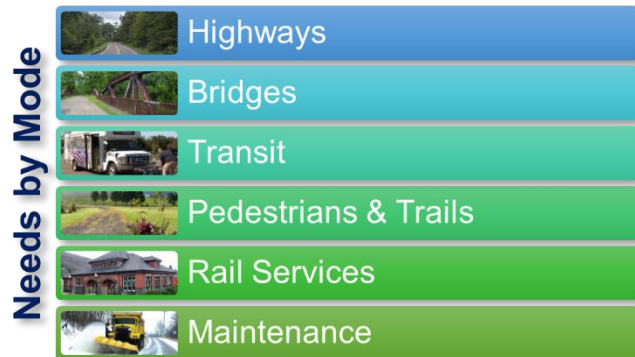 Needs by Mode
Highways
Bridges
Transit
Pedestrians & Trails
Rail Services
Maintenance